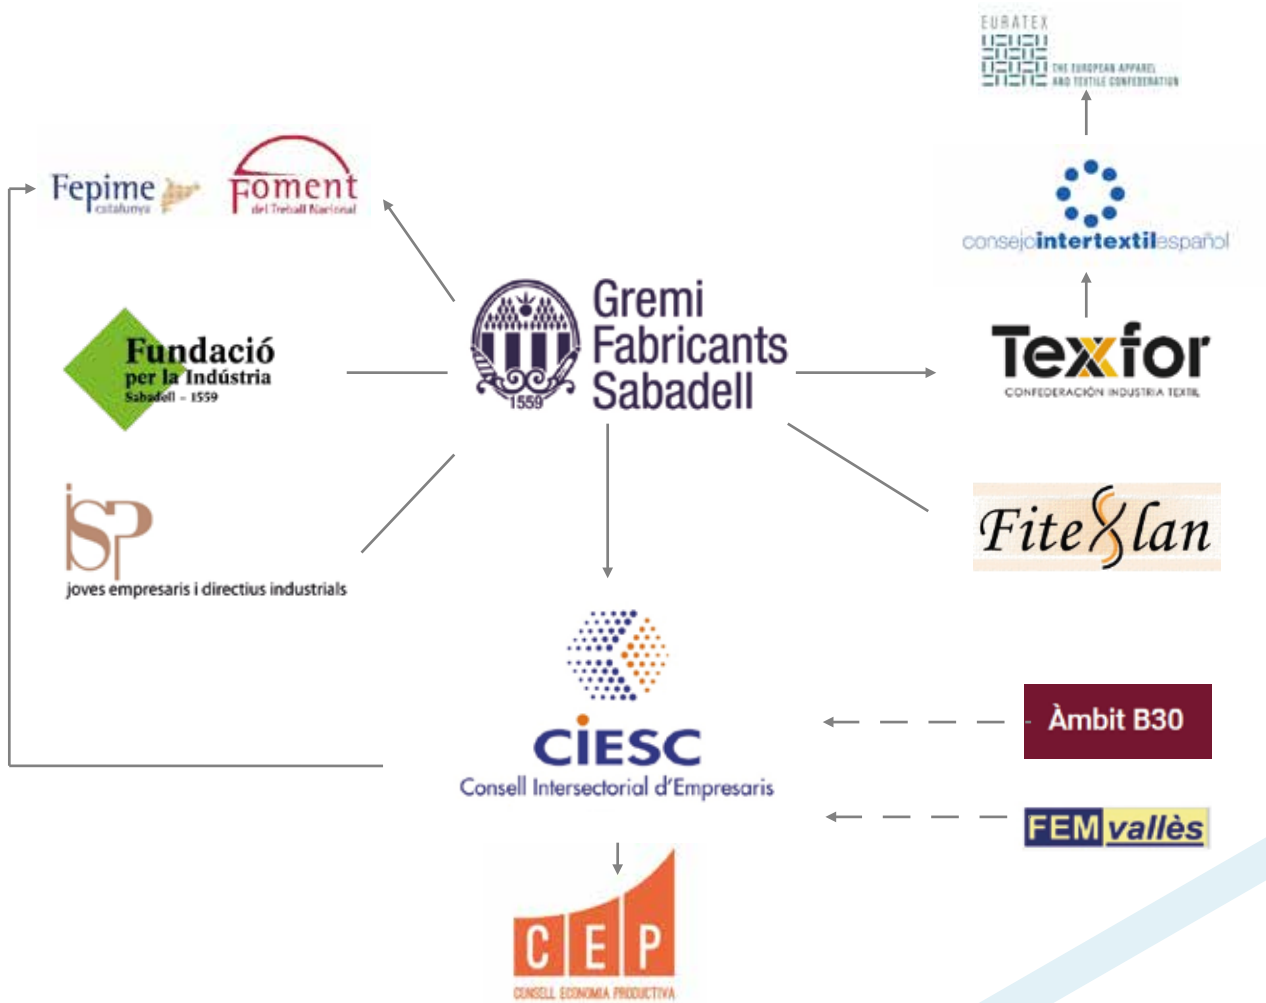 EURATEX
THE EUROPEAN APPAREL
AND TEXTILE CONFEDERATION
Fepime
catalunya
Foment
del Treball Nacional
consejointertextilespañol
Gremi
Fabricants
Sabadell
1559
Fundació
per la Indústria
Sabadell - 1559
Texfor
CONFEDERACIÓN INDUSTRIA TEXTIL
jSP
joves empresaris i directius industrials
Fitexlan
CIESC
Consell Intersectorial d'Empresaris
Àmbit B30
FEM vallès
CEP
CONSELL ECONOMIA PRODUCTIVA